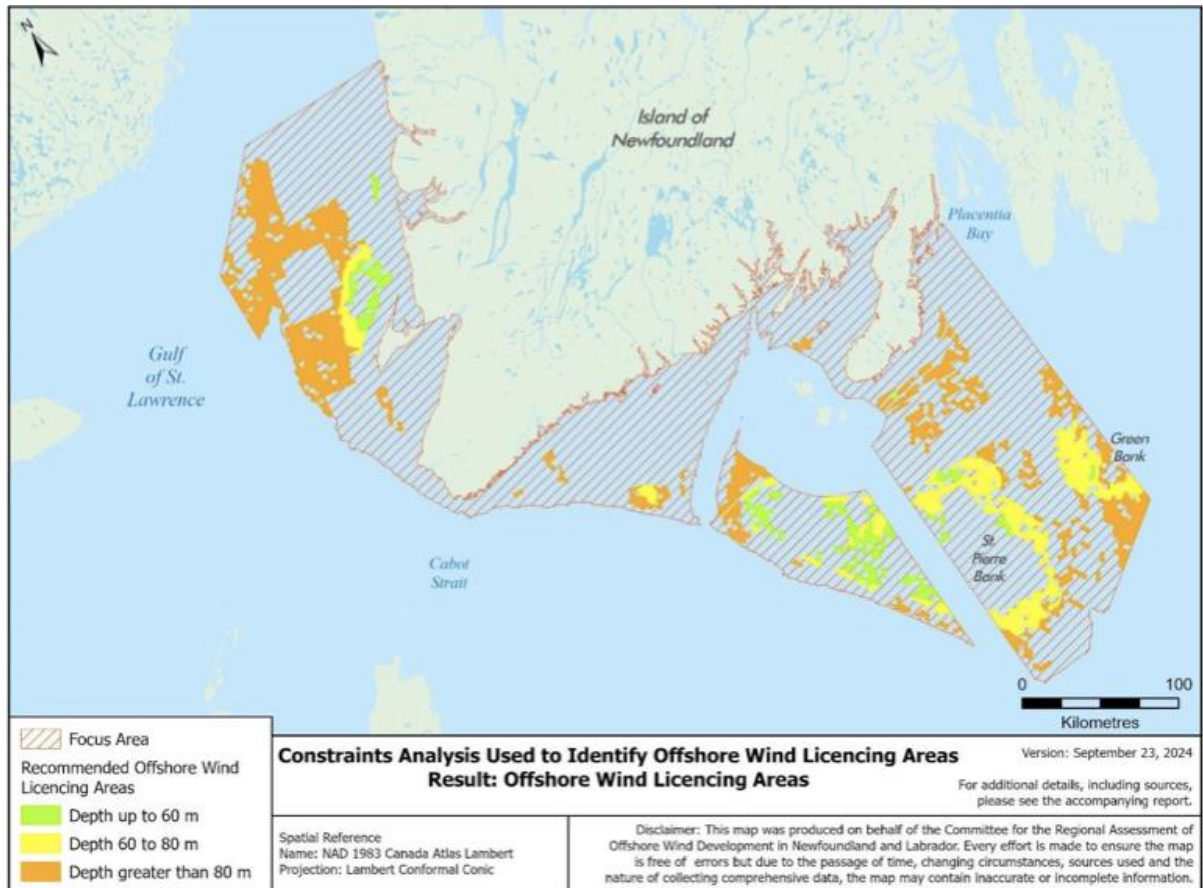 N
Island of
Newfoundland
Placentia
Bay
Gulf
of St.
Lawrence
Green
Bank
St.
Pierre
Bank
Cabot
Strait
0 100
Kilometres
Focus Area
Recommended Offshore Wind
Licencing Areas
Depth up to 60 m
Depth 60 to 80 m
Depth greater than 80 m
Constraints Analysis Used to Identify Offshore Wind Licencing Areas
Result: Offshore Wind Licencing Areas
Version: September 23, 2024
For additional details, including sources,
please see the accompanying report.
Spatial Reference
Name: NAD 1983 Canada Atlas Lambert
Projection: Lambert Conformal Conic
Disclaimer: This map was produced on behalf of the Committee for the Regional Assessment of
Offshore Wind Development in Newfoundland and Labrador. Every effort is made to ensure the map
is free of errors but due to the passage of time, changing circumstances, sources used and the
nature of collecting comprehensive data, the map may contain inaccurate or incomplete information.